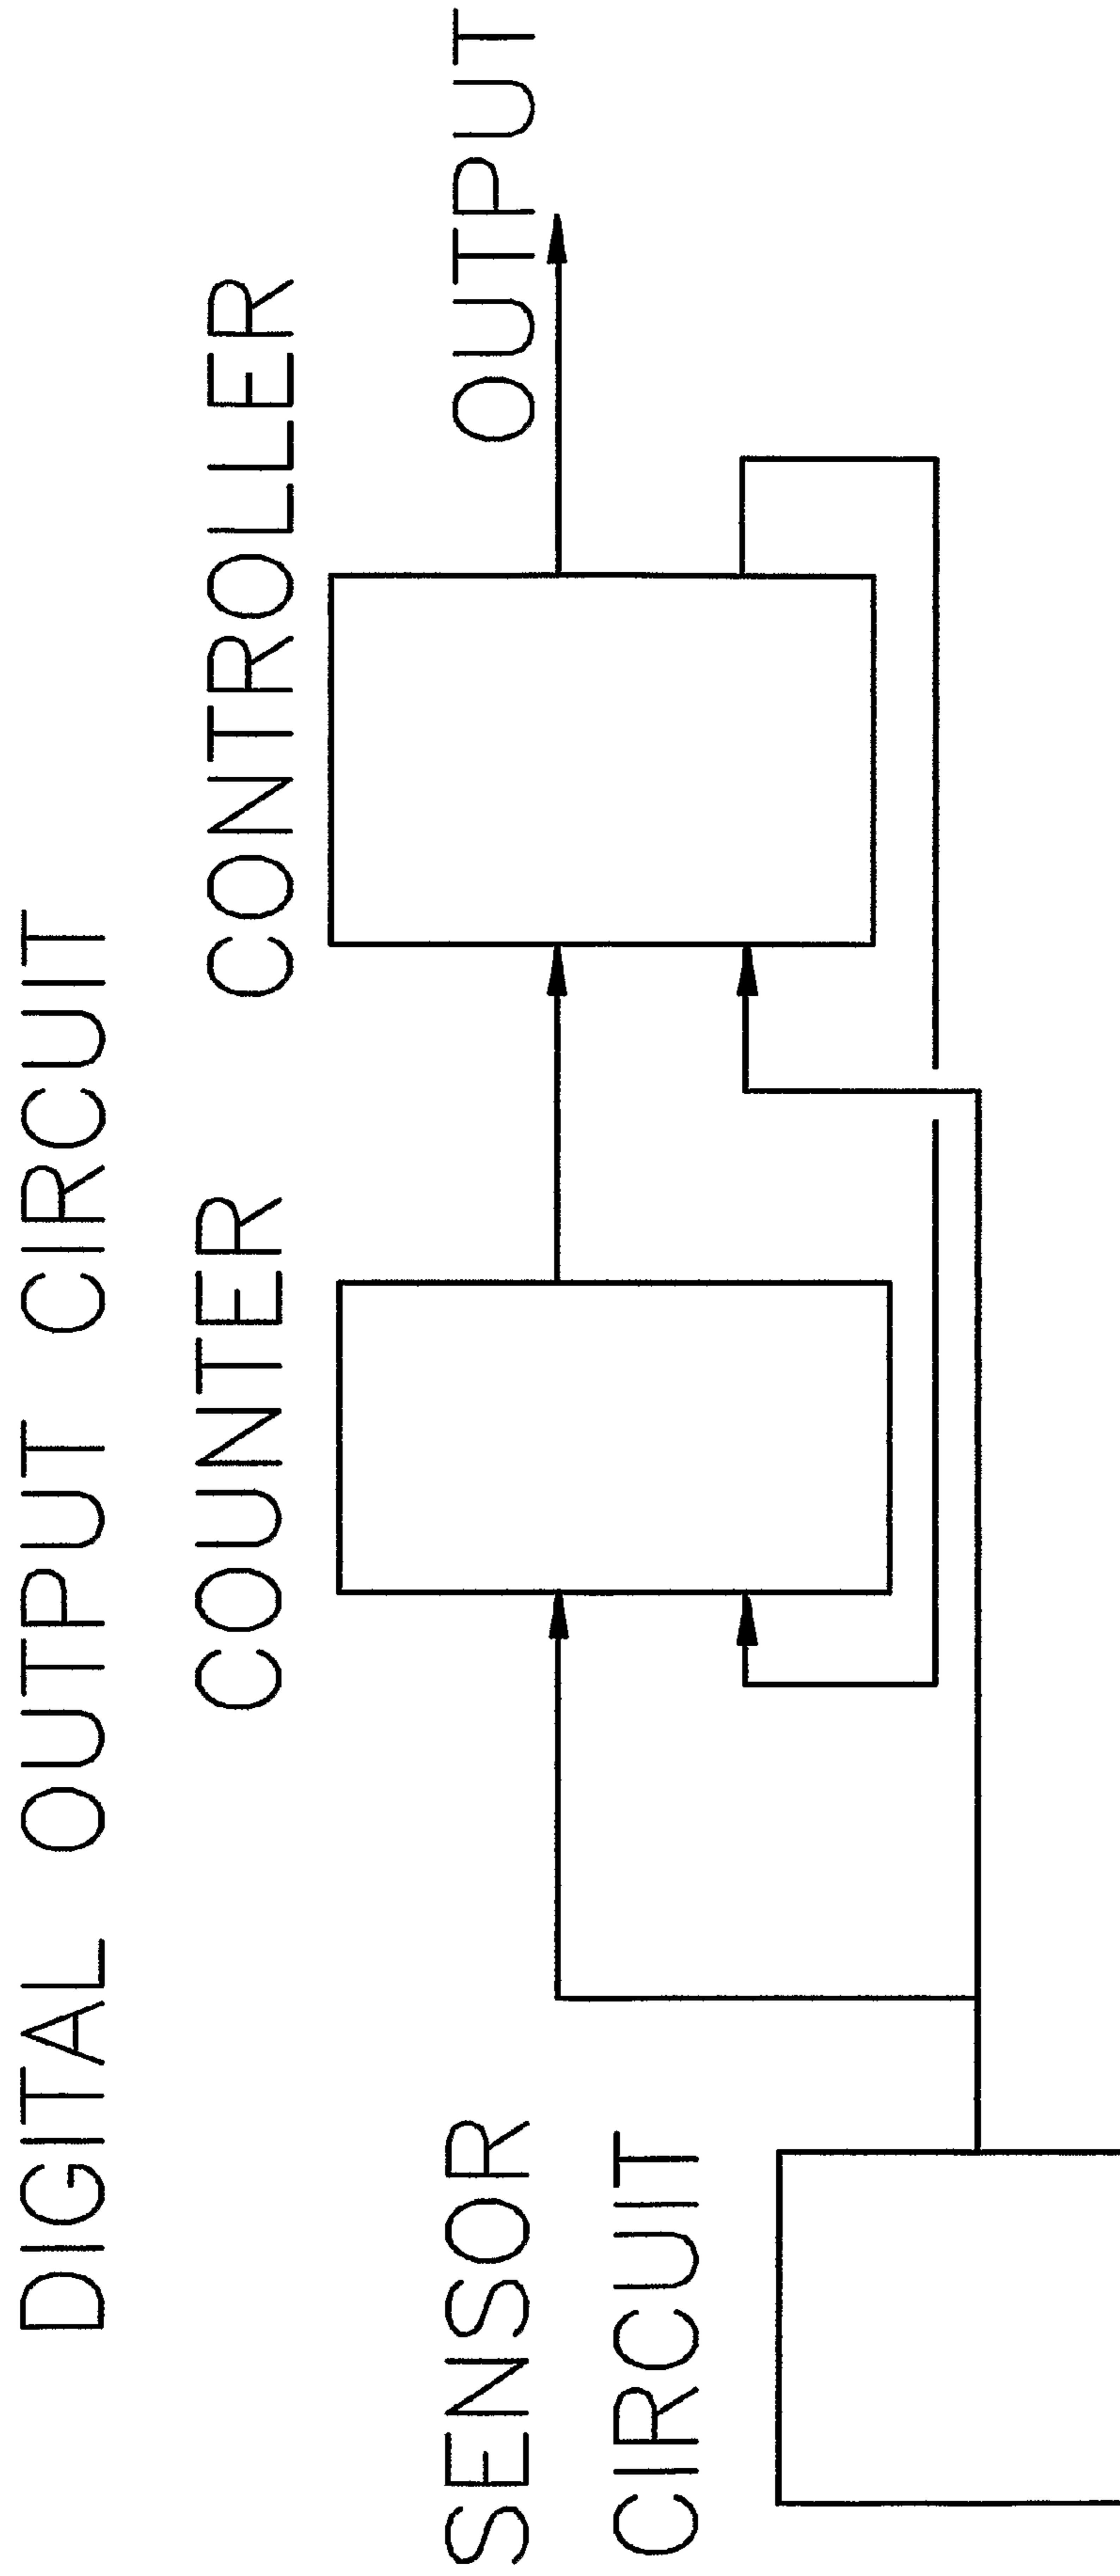 DIGITAL OUTPUT CIRCUIT
COUNTER
CONTROLLER
SENSOR
CIRCUIT
OUTPUT